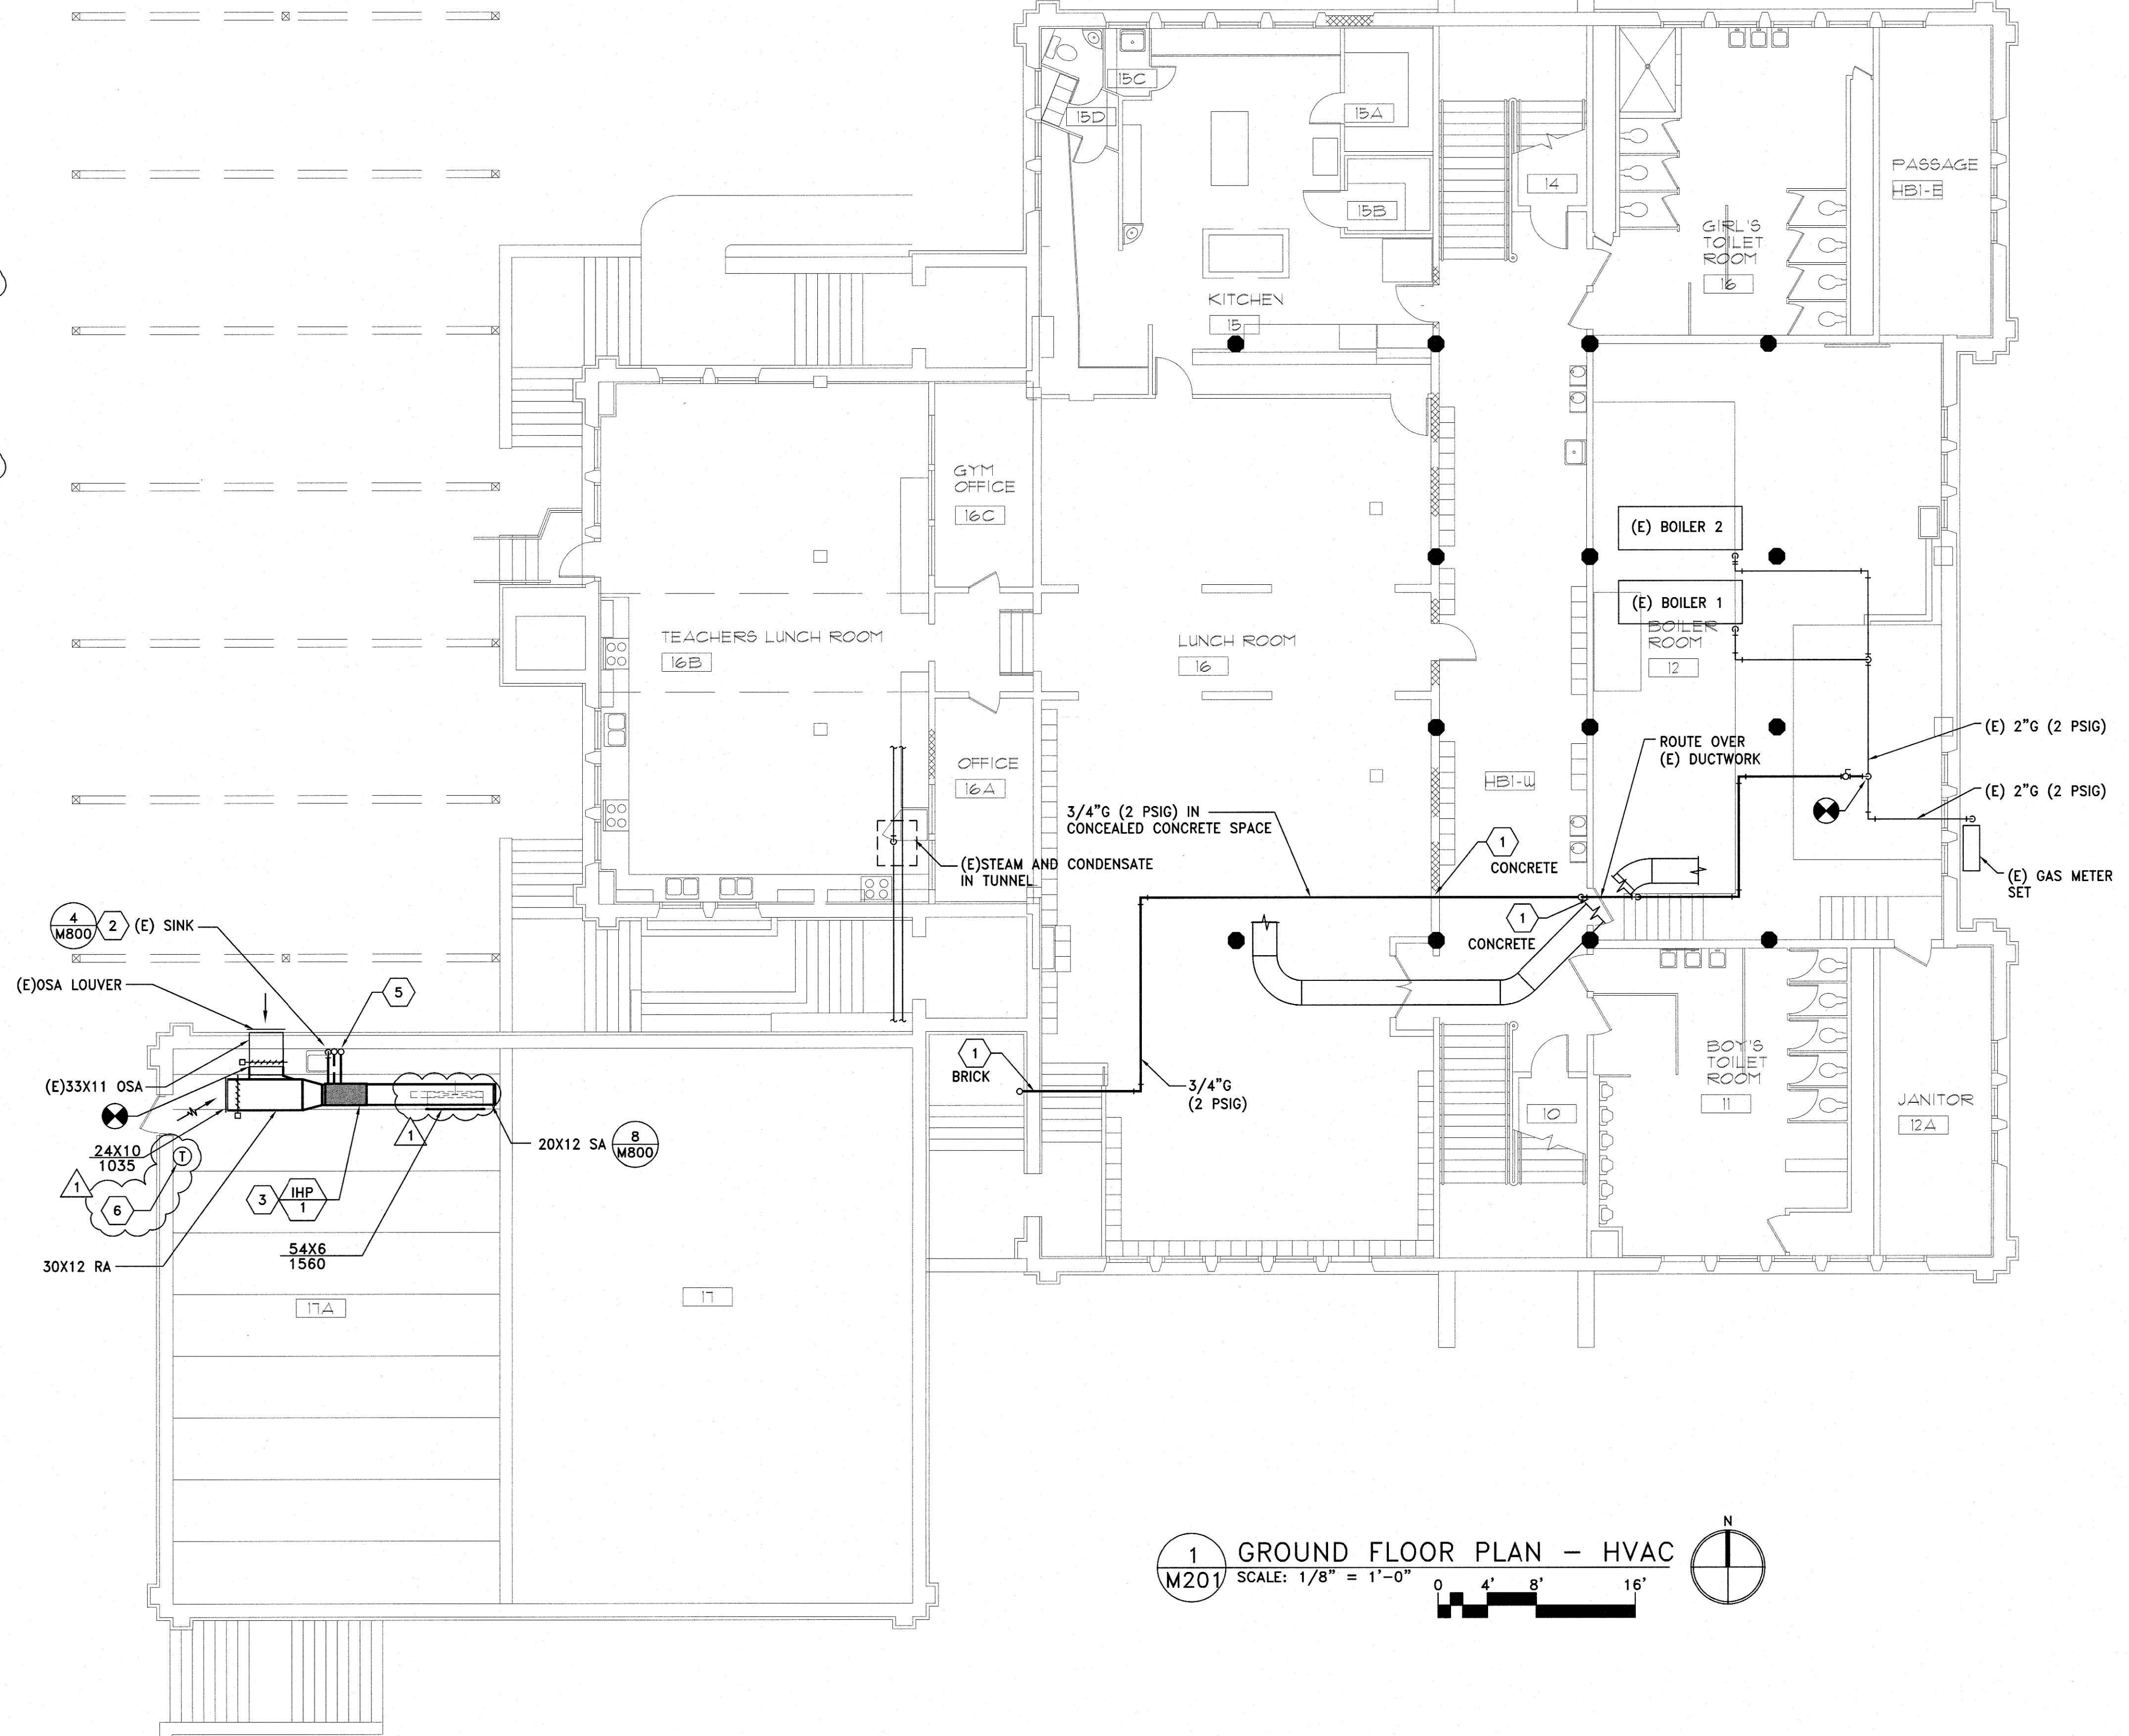 15C
15D
15A
15B
14
PASSAGE
HB1-E
GIRL'S
TOILET
ROOM
16
KITCHEN
15
GYM
OFFICE
16C
(E) BOILER 2
(E) BOILER 1
BOILER
ROOM
12
TEACHERS LUNCH ROOM
16B
LUNCH ROOM
16
OFFICE
16A
HB1-W
ROUTE OVER
(E) DUCTWORK
(E) 2"G (2 PSIG)
(E) 2"G (2 PSIG)
3/4"G (2 PSIG) IN
CONCEALED CONCRETE SPACE
1
CONCRETE
(E)STEAM AND CONDENSATE
IN TUNNEL
(E) GAS METER
SET
1
CONCRETE
4
M800
2
(E) SINK
5
(E)OSA LOUVER
1
BRICK
(E)33X11 OSA
3/4"G
(2 PSIG)
BOY'S
TOILET
ROOM
11
10
JANITOR
12A
24X10
1035
T
1
20X12 SA
8
M800
1
6
3
IHP
1
54X6
1560
30X12 RA
17A
17
N
1
M201
GROUND FLOOR PLAN - HVAC
SCALE: 1/8" = 1'-0"
0 4' 8' 16'